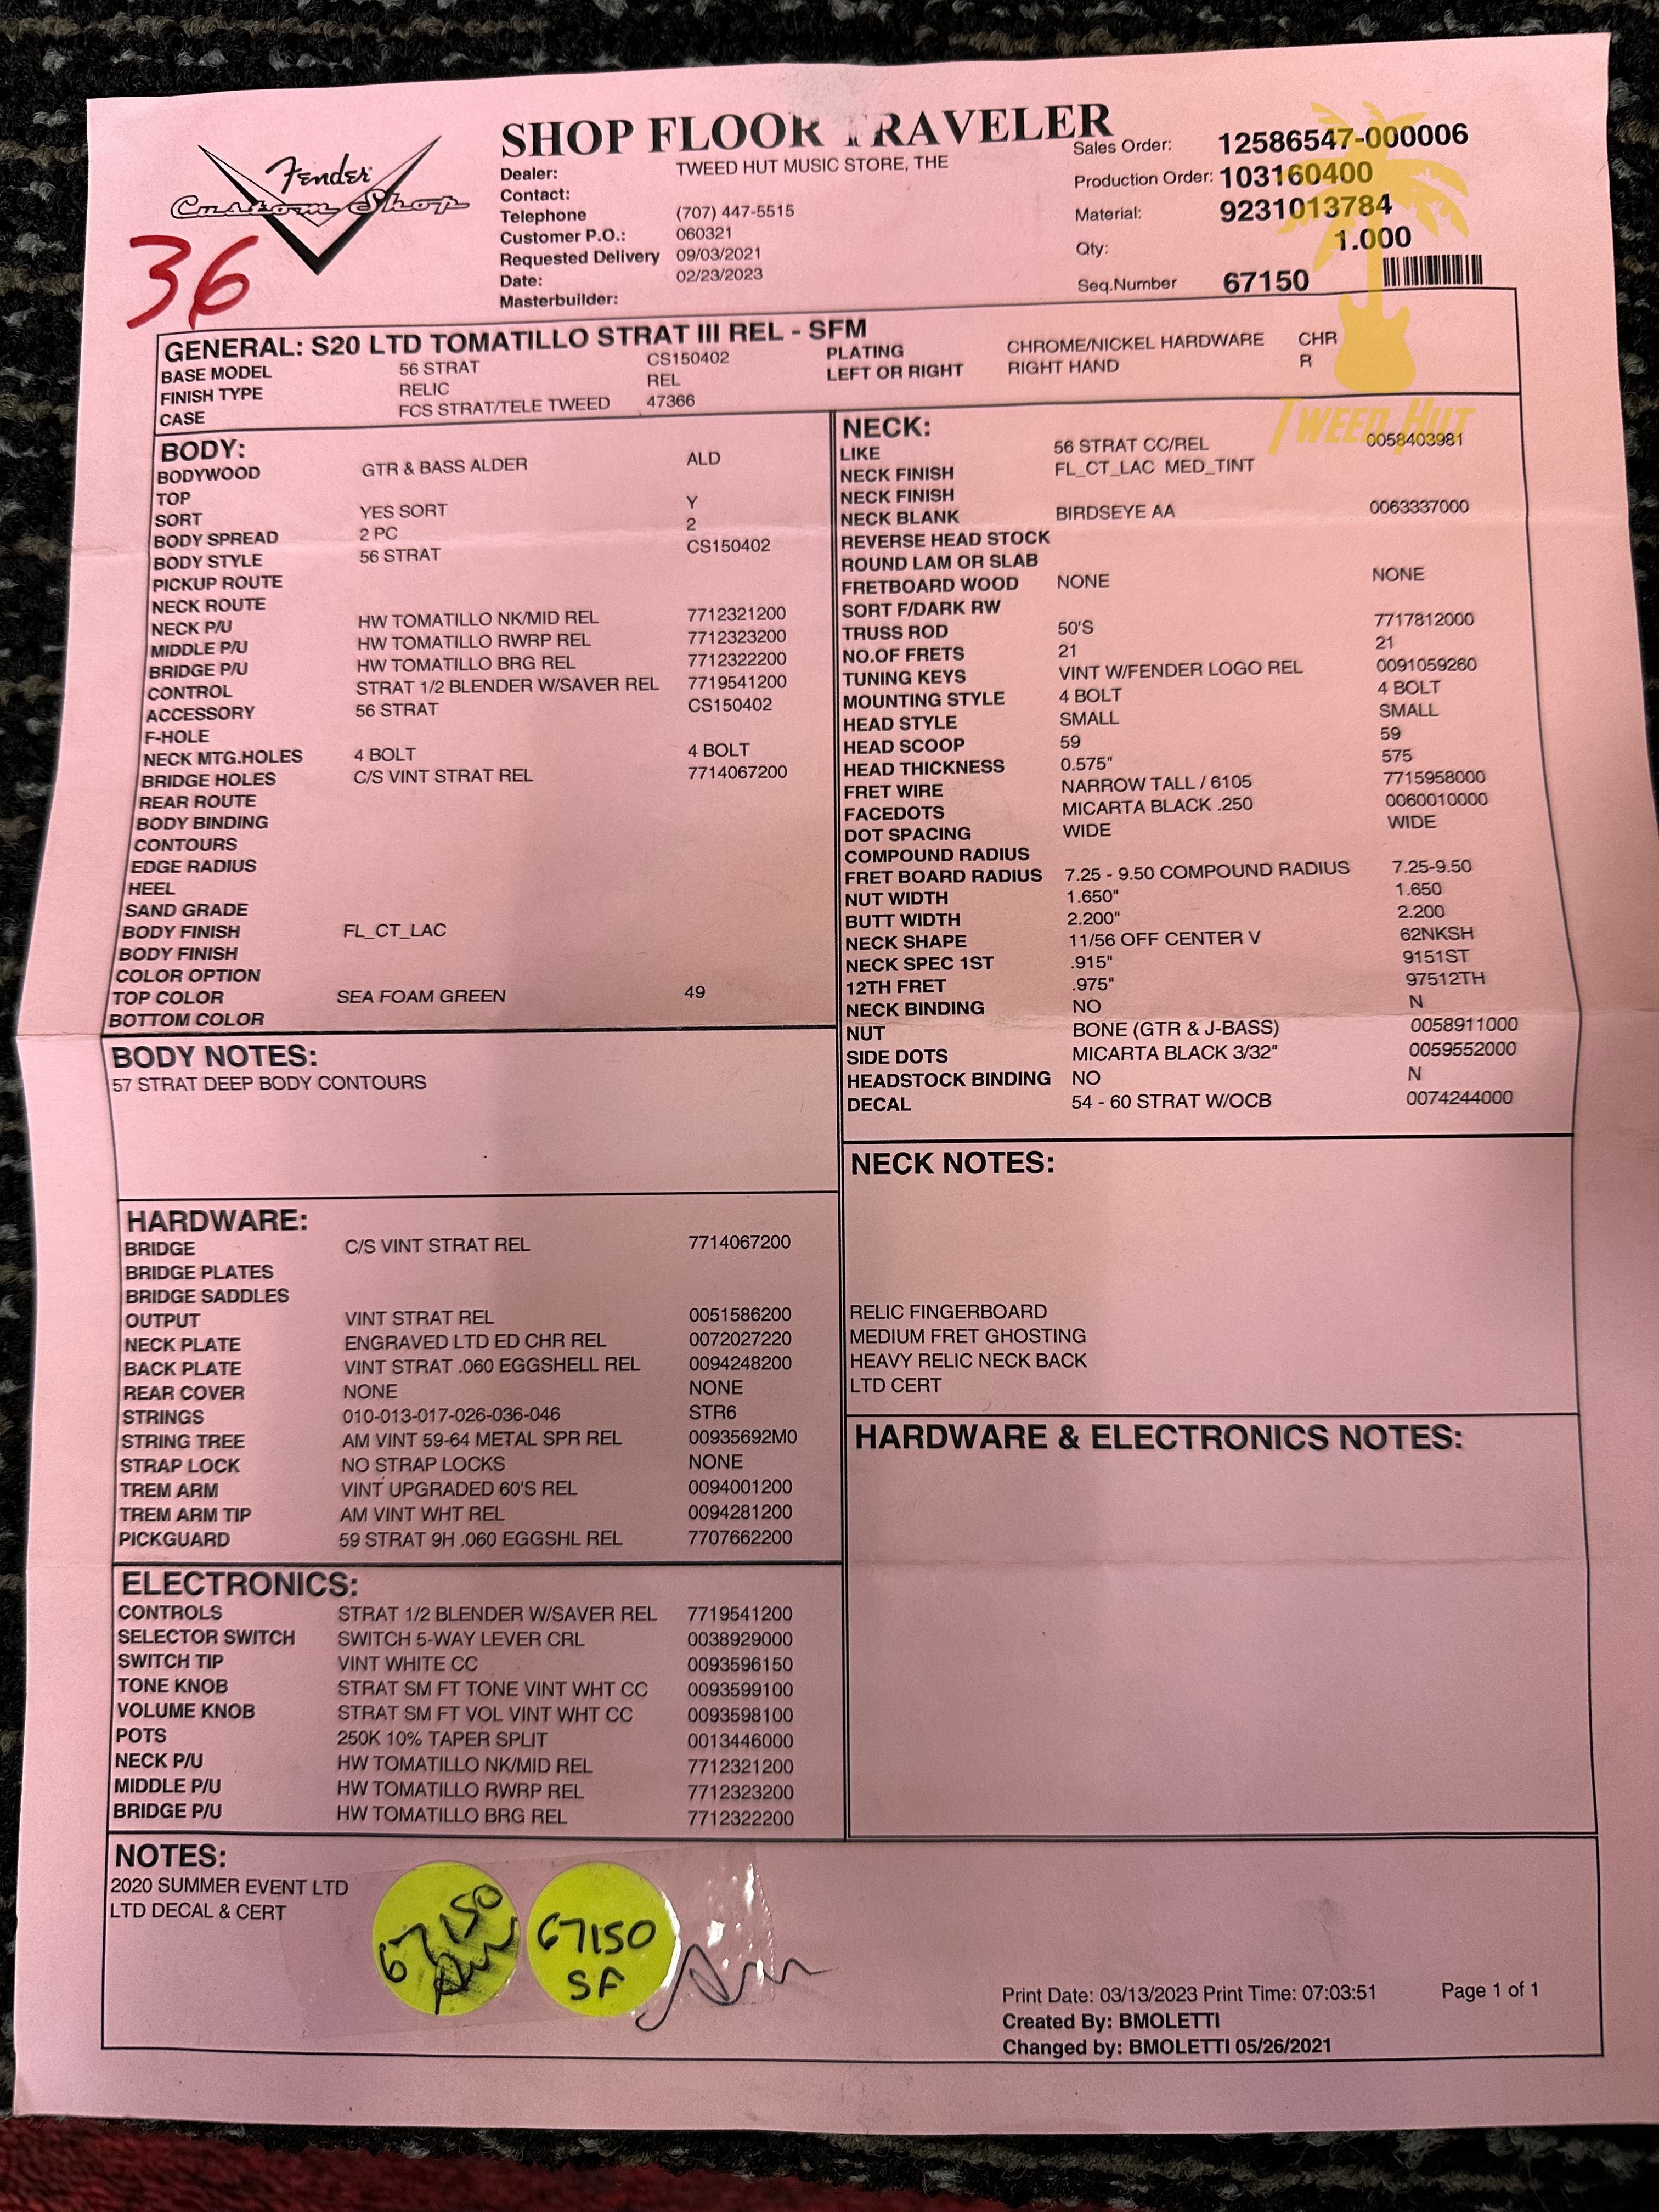 Fender
Custom Shop
36
SHOP FLOOR TRAVELER
Dealer: TWEED HUT MUSIC STORE, THE
Contact:
Telephone (707) 447-5515
Customer P.O.: 060321
Requested Delivery 09/03/2021
Date: 02/23/2023
Masterbuilder:
Sales Order: 12586547-000006
Production Order: 103160400
Material: 9231013784
Qty: 1.000
Seq.Number 67150
TWEED HUT
GENERAL: S20 LTD TOMATILLO STRAT III REL - SFM
BASE MODEL 56 STRAT CS150402
FINISH TYPE RELIC REL
CASE FCS STRAT/TELE TWEED 47366
PLATING CHROME/NICKEL HARDWARE CHR
LEFT OR RIGHT RIGHT HAND R
BODY:
BODYWOOD GTR & BASS ALDER ALD
TOP
SORT YES SORT Y
BODY SPREAD 2 PC 2
BODY STYLE 56 STRAT CS150402
PICKUP ROUTE
NECK ROUTE
NECK P/U HW TOMATILLO NK/MID REL 7712321200
MIDDLE P/U HW TOMATILLO RWRP REL 7712323200
BRIDGE P/U HW TOMATILLO BRG REL 7712322200
CONTROL STRAT 1/2 BLENDER W/SAVER REL 7719541200
ACCESSORY 56 STRAT CS150402
F-HOLE
NECK MTG.HOLES 4 BOLT 4 BOLT
BRIDGE HOLES C/S VINT STRAT REL 7714067200
REAR ROUTE
BODY BINDING
CONTOURS
EDGE RADIUS
HEEL
SAND GRADE
BODY FINISH FL_CT_LAC
BODY FINISH
COLOR OPTION
TOP COLOR SEA FOAM GREEN 49
BOTTOM COLOR
BODY NOTES:
57 STRAT DEEP BODY CONTOURS
HARDWARE:
BRIDGE C/S VINT STRAT REL 7714067200
BRIDGE PLATES
BRIDGE SADDLES
OUTPUT VINT STRAT REL 0051586200
NECK PLATE ENGRAVED LTD ED CHR REL 0072027220
BACK PLATE VINT STRAT .060 EGGSHELL REL 0094248200
REAR COVER NONE NONE
STRINGS 010-013-017-026-036-046 STR6
STRING TREE AM VINT 59-64 METAL SPR REL 00935692M0
STRAP LOCK NO STRAP LOCKS NONE
TREM ARM VINT UPGRADED 60'S REL 0094001200
TREM ARM TIP AM VINT WHT REL 0094281200
PICKGUARD 59 STRAT 9H .060 EGGSHL REL 7707662200
ELECTRONICS:
CONTROLS STRAT 1/2 BLENDER W/SAVER REL 7719541200
SELECTOR SWITCH SWITCH 5-WAY LEVER CRL 0038929000
SWITCH TIP VINT WHITE CC 0093596150
TONE KNOB STRAT SM FT TONE VINT WHT CC 0093599100
VOLUME KNOB STRAT SM FT VOL VINT WHT CC 0093598100
POTS 250K 10% TAPER SPLIT 0013446000
NECK P/U HW TOMATILLO NK/MID REL 7712321200
MIDDLE P/U HW TOMATILLO RWRP REL 7712323200
BRIDGE P/U HW TOMATILLO BRG REL 7712322200
NECK:
LIKE 56 STRAT CC/REL 0058403981
NECK FINISH FL_CT_LAC MED_TINT
NECK FINISH
NECK BLANK BIRDSEYE AA 0063337000
REVERSE HEAD STOCK
ROUND LAM OR SLAB
FRETBOARD WOOD NONE NONE
SORT F/DARK RW
TRUSS ROD 50'S 7717812000
NO.OF FRETS 21 21
TUNING KEYS VINT W/FENDER LOGO REL 0091059260
MOUNTING STYLE 4 BOLT 4 BOLT
HEAD STYLE SMALL SMALL
HEAD SCOOP 59 59
HEAD THICKNESS 0.575" 575
FRET WIRE NARROW TALL / 6105 7715958000
FACEDOTS MICARTA BLACK .250 0060010000
DOT SPACING WIDE WIDE
COMPOUND RADIUS
FRET BOARD RADIUS 7.25 - 9.50 COMPOUND RADIUS 7.25-9.50
NUT WIDTH 1.650" 1.650
BUTT WIDTH 2.200" 2.200
NECK SHAPE 11/56 OFF CENTER V 62NKSH
NECK SPEC 1ST .915" 9151ST
12TH FRET .975" 97512TH
NECK BINDING NO N
NUT BONE (GTR & J-BASS) 0058911000
SIDE DOTS MICARTA BLACK 3/32" 0059552000
HEADSTOCK BINDING NO N
DECAL 54 - 60 STRAT W/OCB 0074244000
NECK NOTES:
RELIC FINGERBOARD
MEDIUM FRET GHOSTING
HEAVY RELIC NECK BACK
LTD CERT
HARDWARE & ELECTRONICS NOTES:
NOTES:
2020 SUMMER EVENT LTD
LTD DECAL & CERT
67150
67150
SF
Print Date: 03/13/2023 Print Time: 07:03:51 Page 1 of 1
Created By: BMOLETTI
Changed by: BMOLETTI 05/26/2021